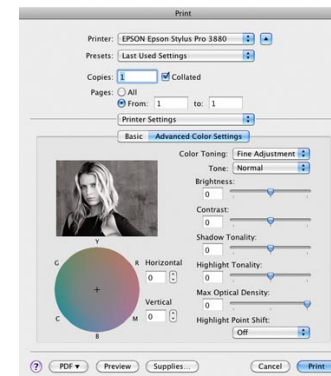 Print
Printer: EPSON Epson Stylus Pro 3880
Presets: Last Used Settings
Copies: 1 Collated
Pages: All
From: 1 to: 1
Printer Settings
Basic Advanced Color Settings
Color Toning: Fine Adjustment
Tone: Normal
Brightness:
0
Contrast:
0
Shadow Tonality:
0
Highlight Tonality:
0
Max Optical Density:
0
Highlight Point Shift:
Off
Y
G R
C M
B
Horizontal
0
Vertical
0
? PDF Preview Supplies... Cancel Print